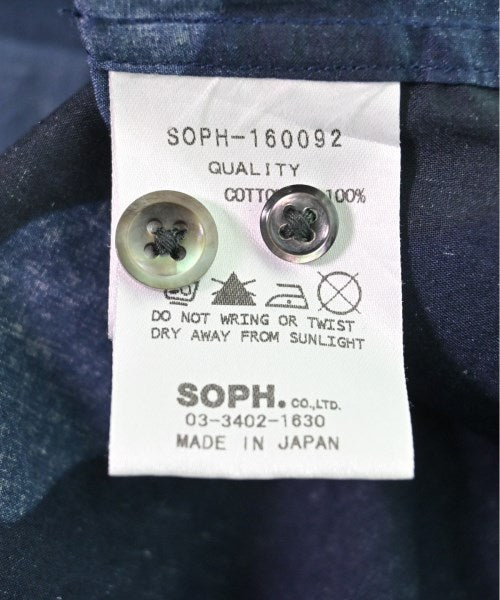 SOPH-160092
QUALITY
COTTON 100%
DO NOT WRING OR TWIST
DRY AWAY FROM SUNLIGHT
SOPH. CO.,LTD.
03-3402-1630
MADE IN JAPAN